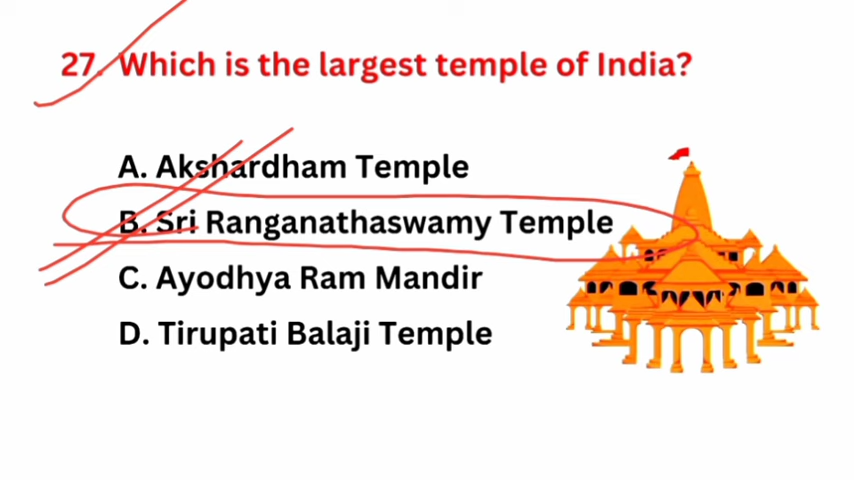 27. Which is the largest temple of India?
A. Akshardham Temple
B. Sri Ranganathaswamy Temple
C. Ayodhya Ram Mandir
D. Tirupati Balaji Temple